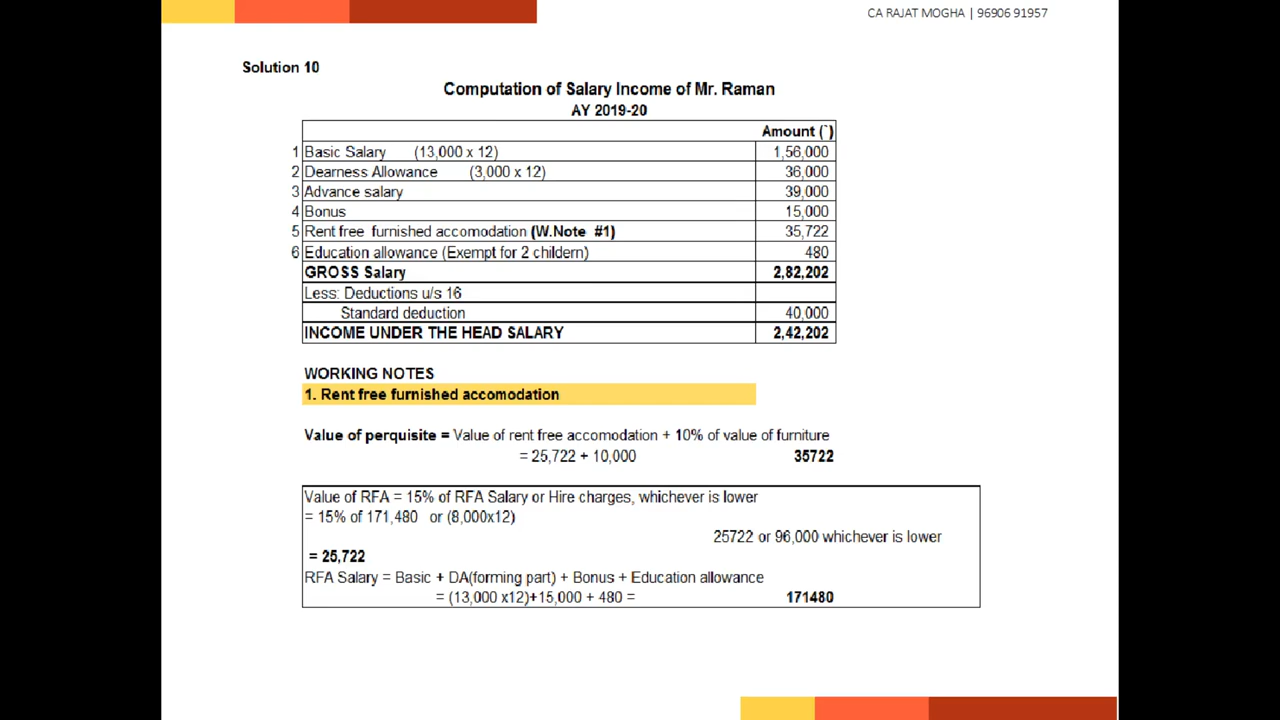 CA RAJAT MOGHA | 96906 91957
Solution 10
Computation of Salary Income of Mr. Raman
AY 2019-20
Amount (`)
1 Basic Salary (13,000 x 12) 1,56,000
2 Dearness Allowance (3,000 x 12) 36,000
3 Advance salary 39,000
4 Bonus 15,000
5 Rent free furnished accomodation (W.Note #1) 35,722
6 Education allowance (Exempt for 2 childern) 480
GROSS Salary 2,82,202
Less: Deductions u/s 16
Standard deduction 40,000
INCOME UNDER THE HEAD SALARY 2,42,202
WORKING NOTES
1. Rent free furnished accomodation
Value of perquisite = Value of rent free accomodation + 10% of value of furniture
= 25,722 + 10,000 35722
Value of RFA = 15% of RFA Salary or Hire charges, whichever is lower
= 15% of 171,480 or (8,000x12)
25722 or 96,000 whichever is lower
= 25,722
RFA Salary = Basic + DA(forming part) + Bonus + Education allowance
= (13,000 x12)+15,000 + 480 = 171480